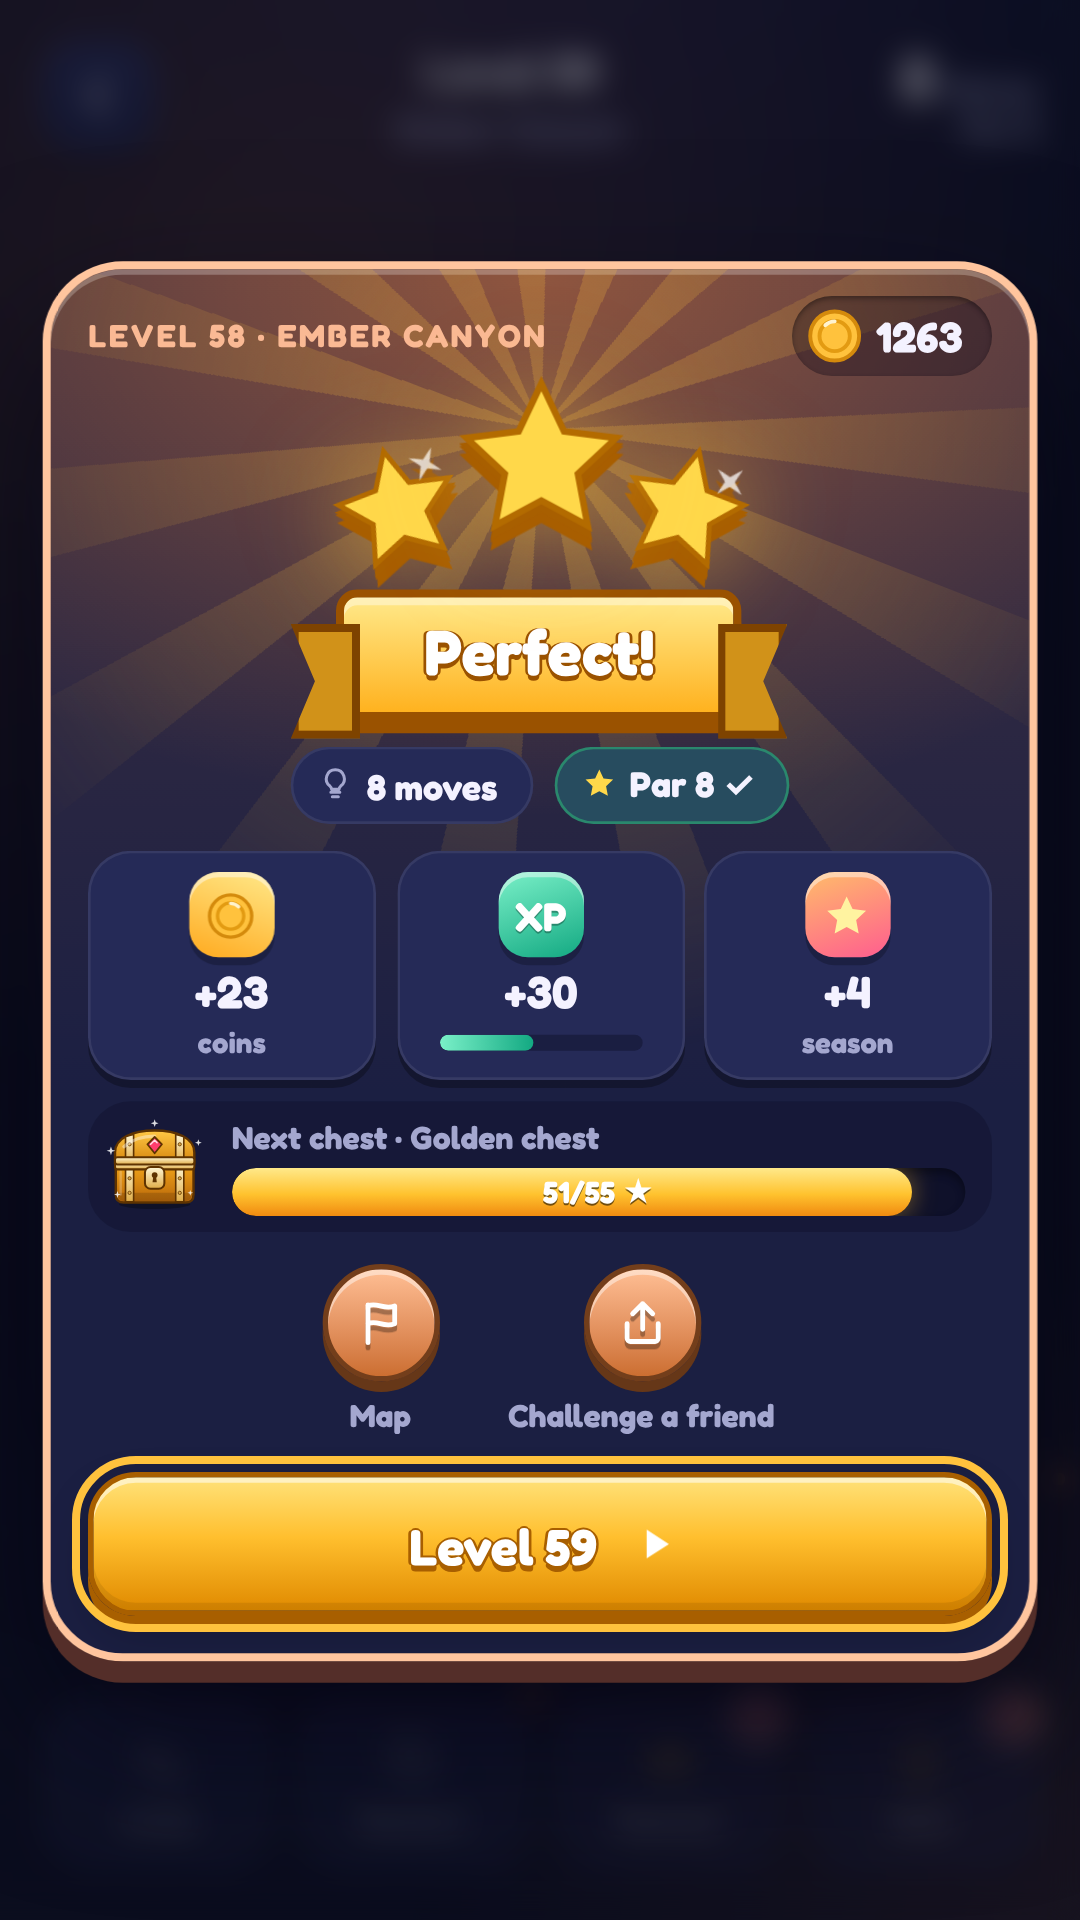 LEVEL 58 · EMBER CANYON
1263
Perfect!
8 moves
Par 8 ✓
+23
coins
XP
+30
+4
season
Next chest · Golden chest
51/55 ★
Map
Challenge a friend
Level 59